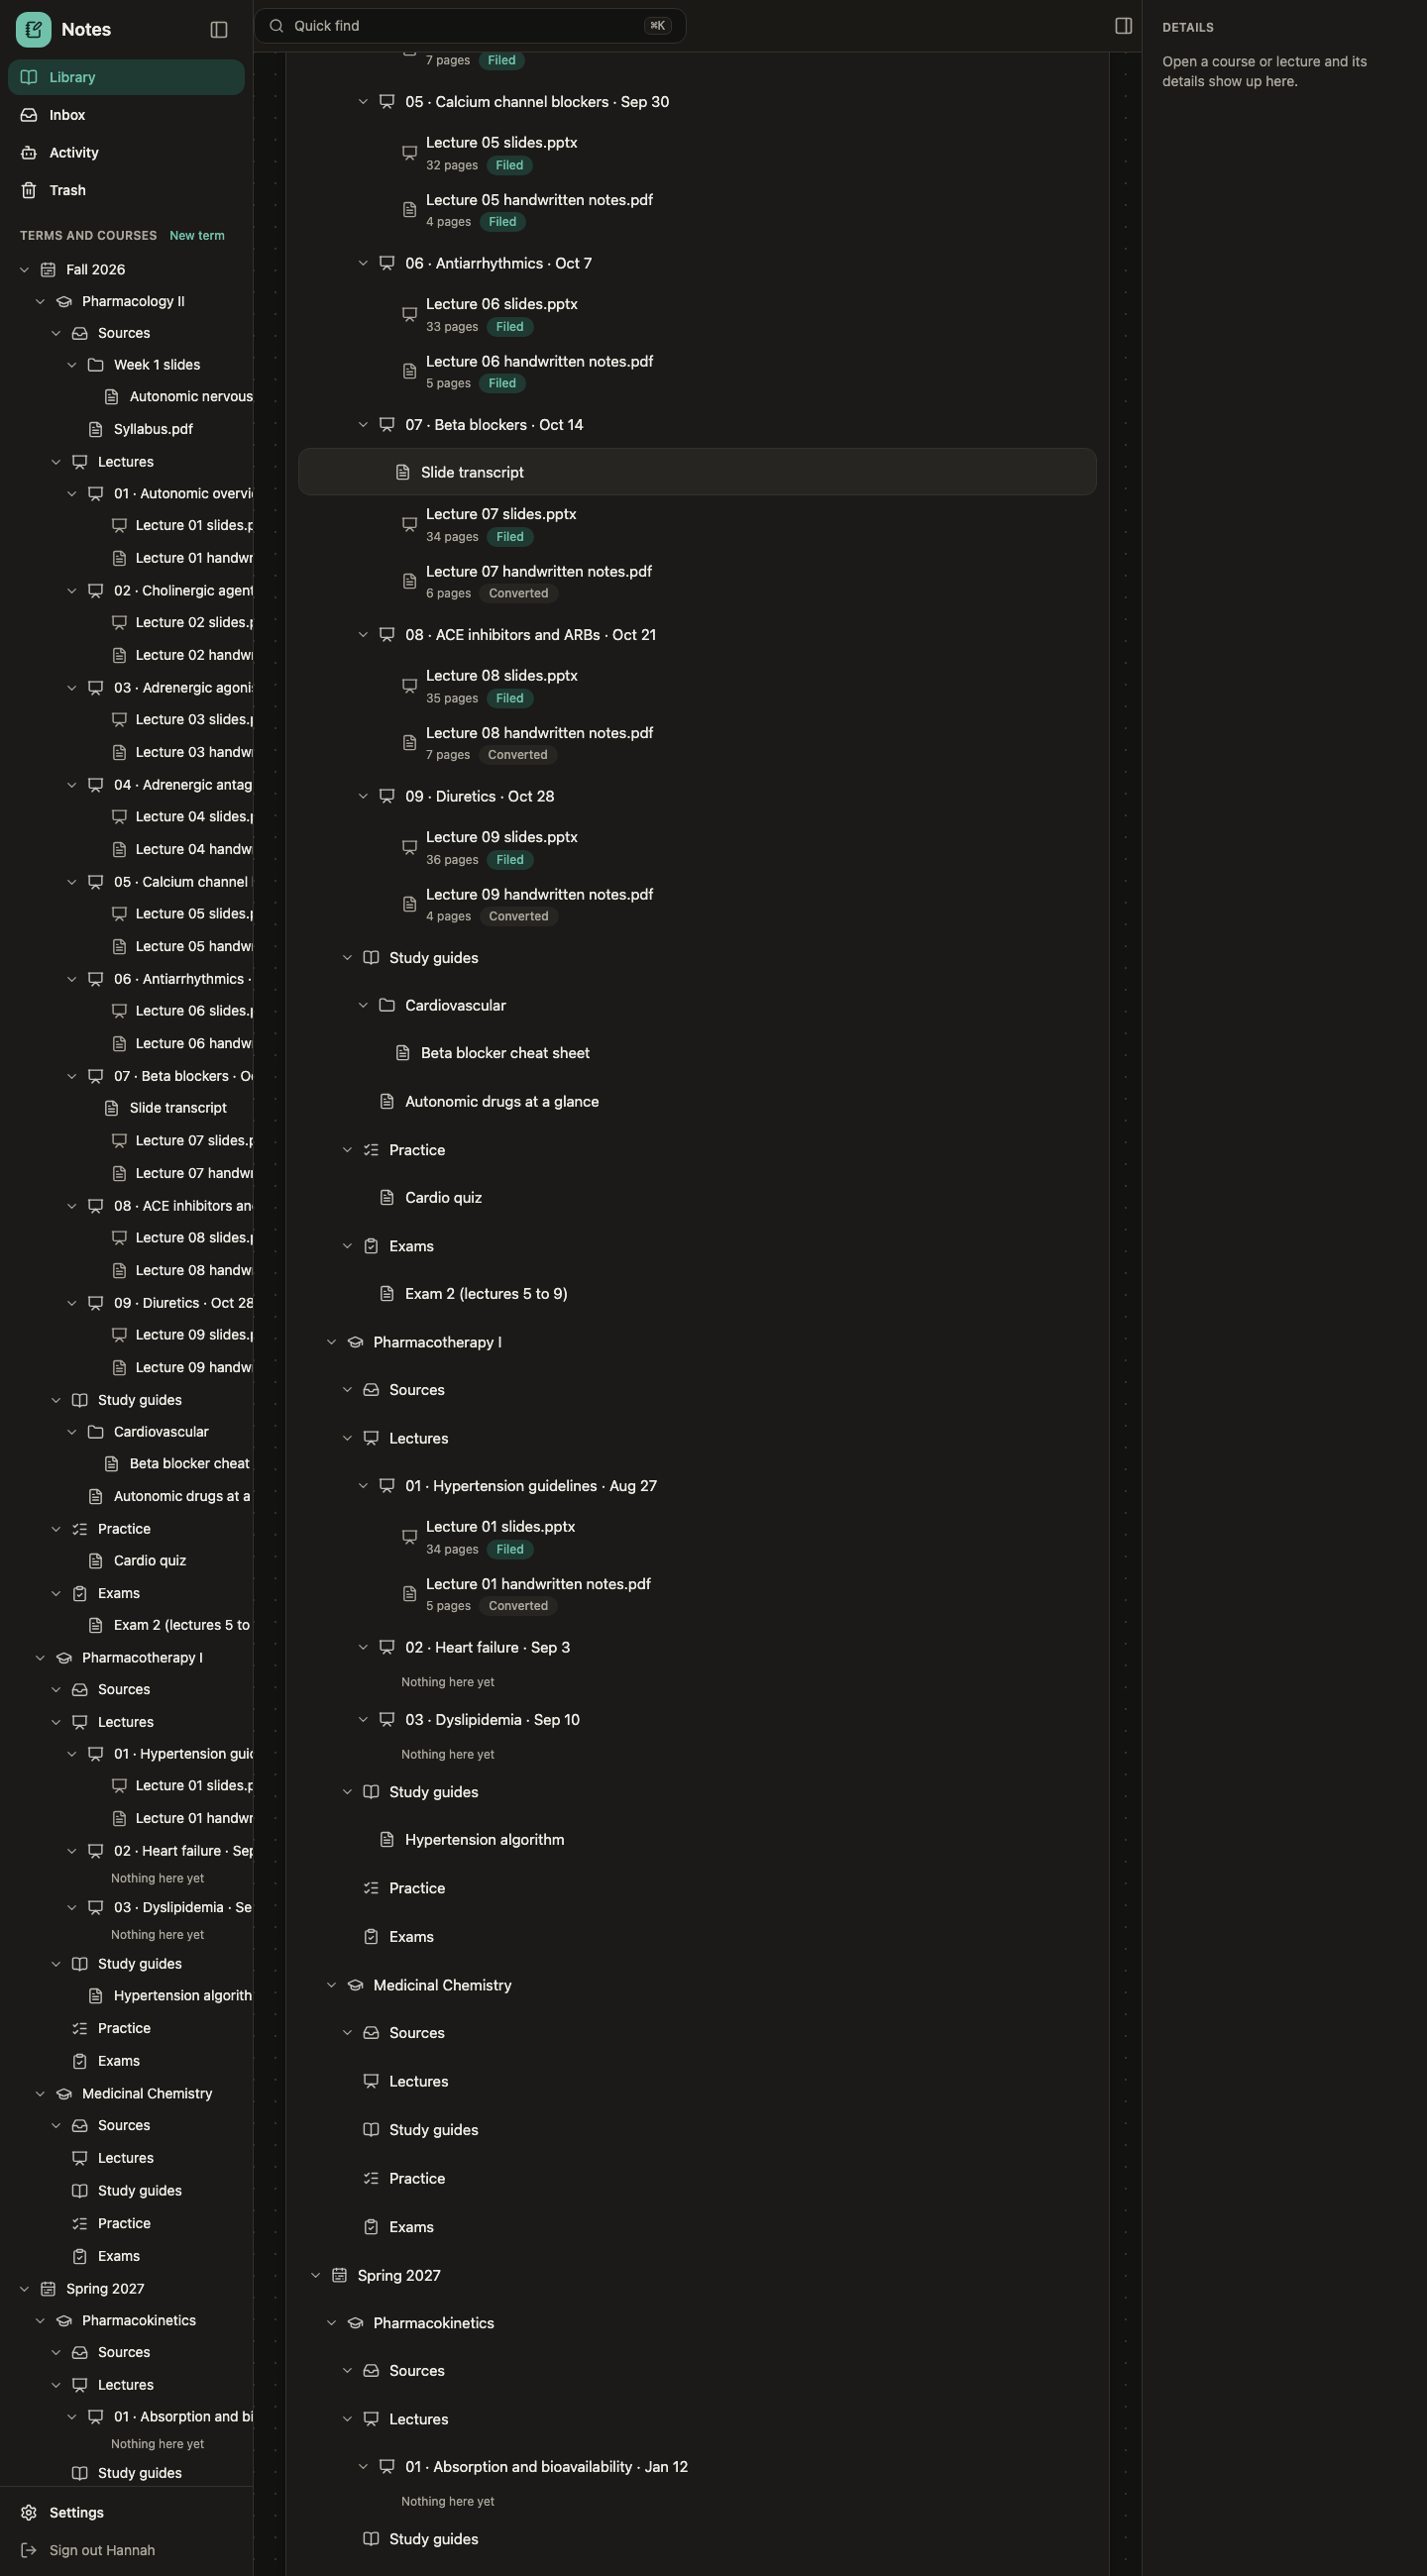 Notes
Library
Inbox
Activity
Trash
TERMS AND COURSES New term
Fall 2026
Pharmacology II
Sources
Week 1 slides
Autonomic nervous
Syllabus.pdf
Lectures
01 · Autonomic overvi
Lecture 01 slides.p
Lecture 01 handwr
02 · Cholinergic agent
Lecture 02 slides.p
Lecture 02 handw
03 · Adrenergic agonis
Lecture 03 slides.p
Lecture 03 handw
04 · Adrenergic antag
Lecture 04 slides.p
Lecture 04 handw
05 · Calcium channel
Lecture 05 slides.p
Lecture 05 handw
06 · Antiarrhythmics ·
Lecture 06 slides.p
Lecture 06 handw
07 · Beta blockers · O
Slide transcript
Lecture 07 slides.p
Lecture 07 handw
08 · ACE inhibitors an
Lecture 08 slides.p
Lecture 08 handw
09 · Diuretics · Oct 28
Lecture 09 slides.p
Lecture 09 handw
Study guides
Cardiovascular
Beta blocker cheat
Autonomic drugs at a
Practice
Cardio quiz
Exams
Exam 2 (lectures 5 to
Pharmacotherapy I
Sources
Lectures
01 · Hypertension guid
Lecture 01 slides.p
Lecture 01 handwr
02 · Heart failure · Sep
Nothing here yet
03 · Dyslipidemia · Se
Nothing here yet
Study guides
Hypertension algorith
Practice
Exams
Medicinal Chemistry
Sources
Lectures
Study guides
Practice
Exams
Spring 2027
Pharmacokinetics
Sources
Lectures
01 · Absorption and bi
Nothing here yet
Study guides
Settings
Sign out Hannah
Quick find ⌘K
7 pages Filed
05 · Calcium channel blockers · Sep 30
Lecture 05 slides.pptx
32 pages Filed
Lecture 05 handwritten notes.pdf
4 pages Filed
06 · Antiarrhythmics · Oct 7
Lecture 06 slides.pptx
33 pages Filed
Lecture 06 handwritten notes.pdf
5 pages Filed
07 · Beta blockers · Oct 14
Slide transcript
Lecture 07 slides.pptx
34 pages Filed
Lecture 07 handwritten notes.pdf
6 pages Converted
08 · ACE inhibitors and ARBs · Oct 21
Lecture 08 slides.pptx
35 pages Filed
Lecture 08 handwritten notes.pdf
7 pages Converted
09 · Diuretics · Oct 28
Lecture 09 slides.pptx
36 pages Filed
Lecture 09 handwritten notes.pdf
4 pages Converted
Study guides
Cardiovascular
Beta blocker cheat sheet
Autonomic drugs at a glance
Practice
Cardio quiz
Exams
Exam 2 (lectures 5 to 9)
Pharmacotherapy I
Sources
Lectures
01 · Hypertension guidelines · Aug 27
Lecture 01 slides.pptx
34 pages Filed
Lecture 01 handwritten notes.pdf
5 pages Converted
02 · Heart failure · Sep 3
Nothing here yet
03 · Dyslipidemia · Sep 10
Nothing here yet
Study guides
Hypertension algorithm
Practice
Exams
Medicinal Chemistry
Sources
Lectures
Study guides
Practice
Exams
Spring 2027
Pharmacokinetics
Sources
Lectures
01 · Absorption and bioavailability · Jan 12
Nothing here yet
Study guides
DETAILS
Open a course or lecture and its
details show up here.